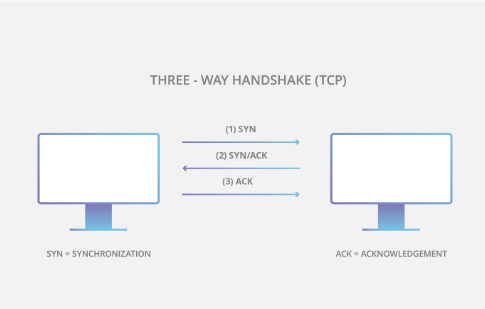 THREE - WAY HANDSHAKE (TCP)
(1) SYN
(2) SYN/ACK
(3) ACK
SYN = SYNCHRONIZATION
ACK = ACKNOWLEDGEMENT